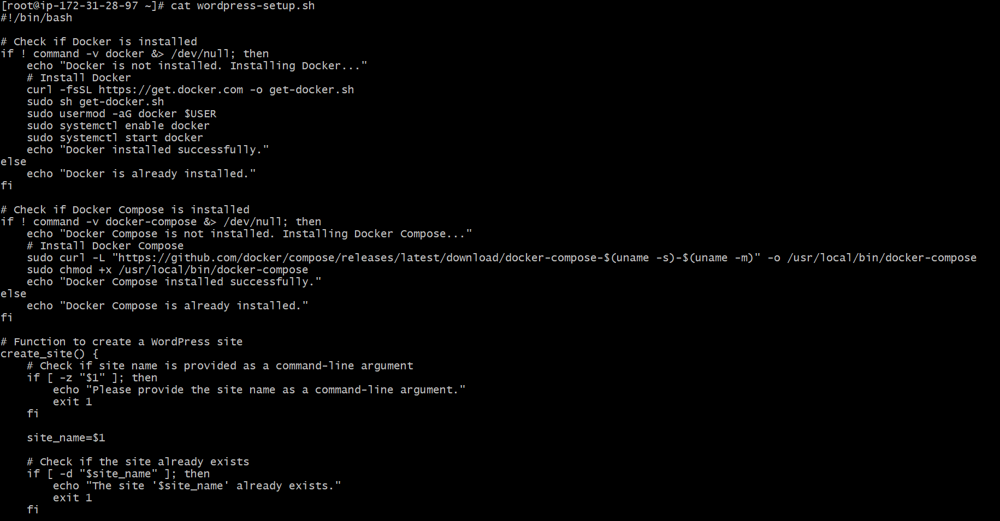 [root@ip-172-31-28-97 ~]# cat wordpress-setup.sh
#!/bin/bash

# Check if Docker is installed
if ! command -v docker &> /dev/null; then
    echo "Docker is not installed. Installing Docker..."
    # Install Docker
    curl -fsSL https://get.docker.com -o get-docker.sh
    sudo sh get-docker.sh
    sudo usermod -aG docker $USER
    sudo systemctl enable docker
    sudo systemctl start docker
    echo "Docker installed successfully."
else
    echo "Docker is already installed."
fi

# Check if Docker Compose is installed
if ! command -v docker-compose &> /dev/null; then
    echo "Docker Compose is not installed. Installing Docker Compose..."
    # Install Docker Compose
    sudo curl -L "https://github.com/docker/compose/releases/latest/download/docker-compose-$(uname -s)-$(uname -m)" -o /usr/local/bin/docker-compose
    sudo chmod +x /usr/local/bin/docker-compose
    echo "Docker Compose installed successfully."
else
    echo "Docker Compose is already installed."
fi

# Function to create a WordPress site
create_site() {
    # Check if site name is provided as a command-line argument
    if [ -z "$1" ]; then
        echo "Please provide the site name as a command-line argument."
        exit 1
    fi

    site_name=$1

    # Check if the site already exists
    if [ -d "$site_name" ]; then
        echo "The site '$site_name' already exists."
        exit 1
    fi